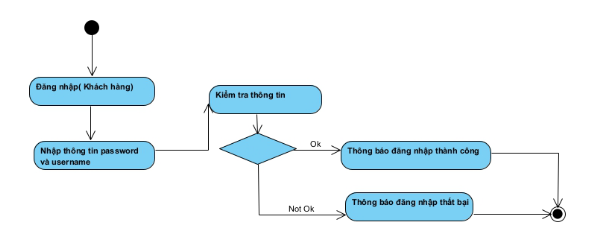 Đăng nhập( Khách hàng)
Nhập thông tin password
và username
Kiểm tra thông tin
Ok
Thông báo đăng nhập thành công
Not Ok
Thông báo đăng nhập thất bại